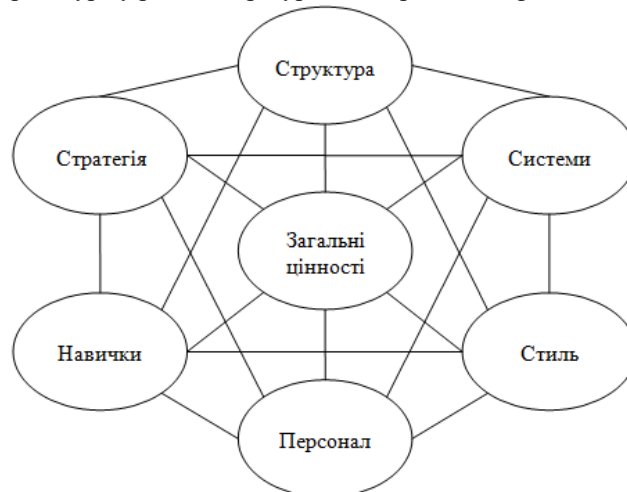 Структура
Стратегія
Системи
Загальні
цінності
Навички
Стиль
Персонал